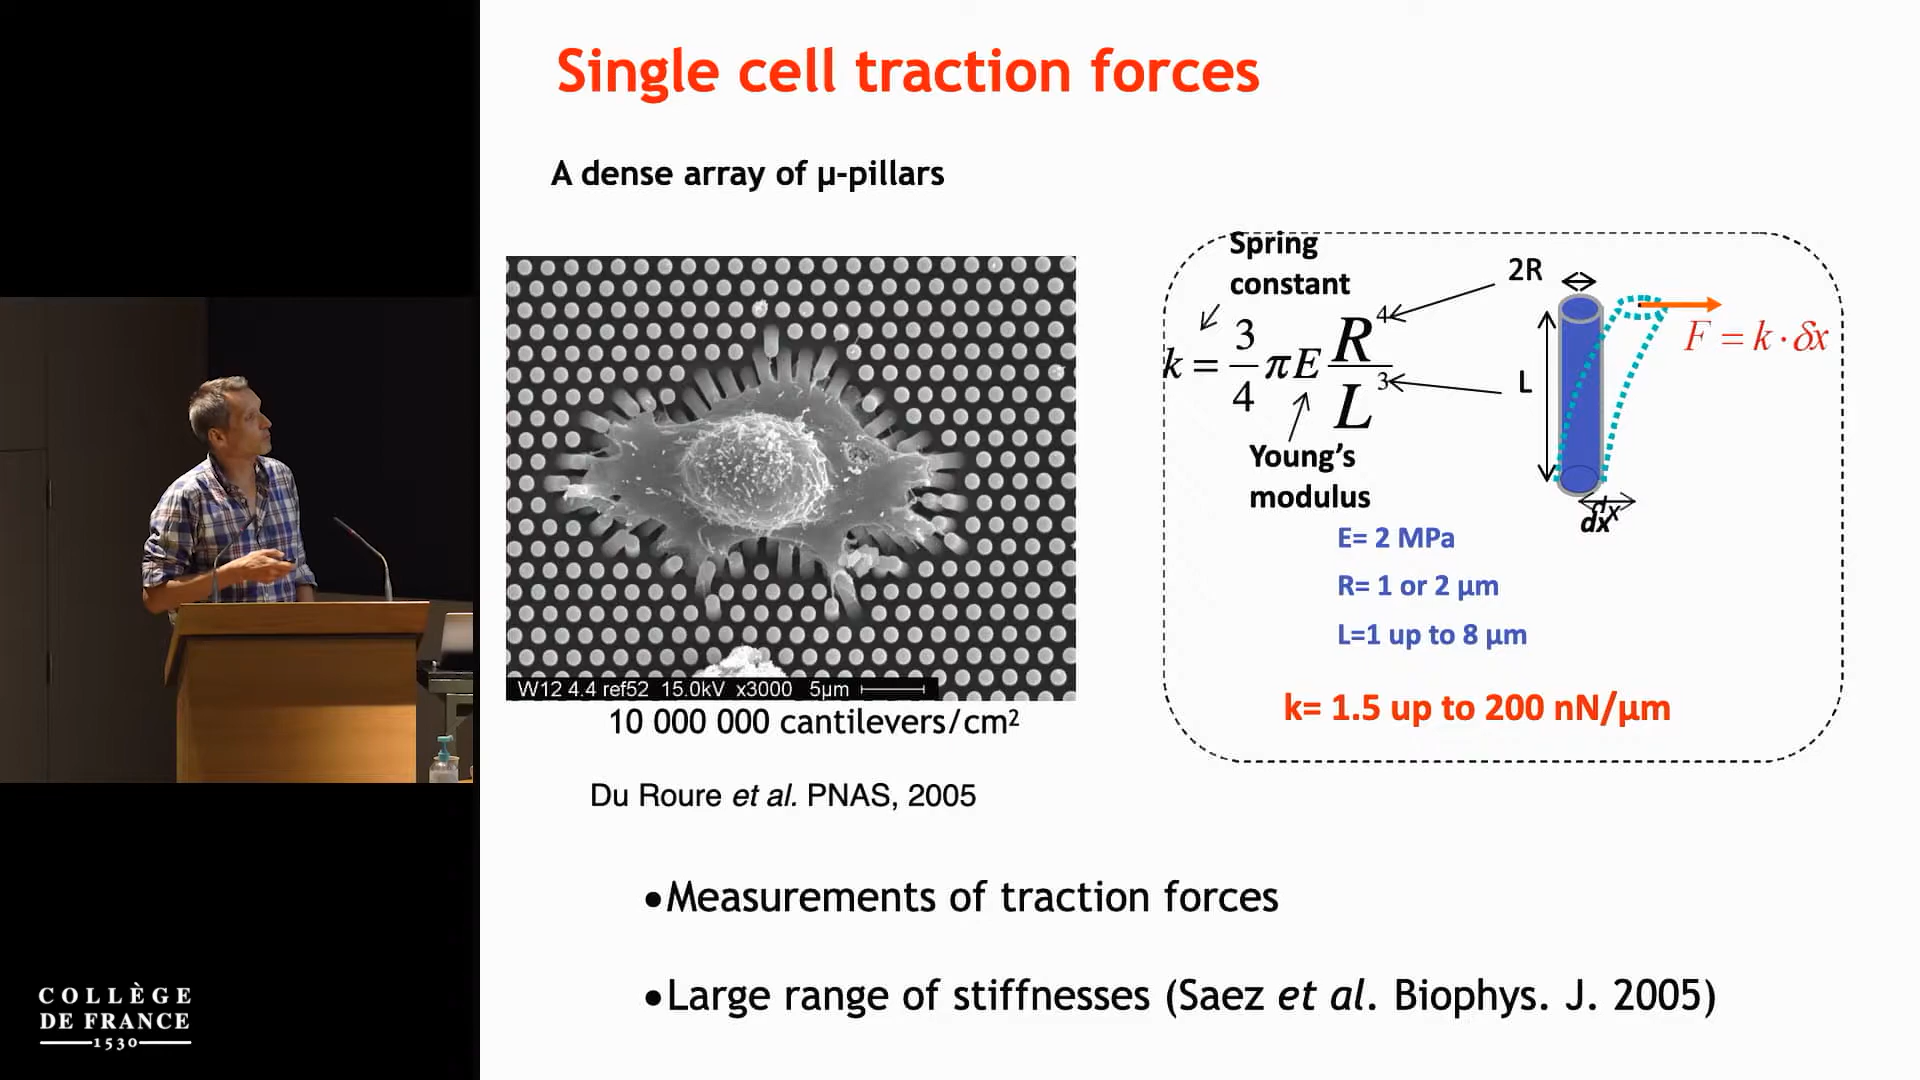 Single cell traction forces
A dense array of μ-pillars
W12 4.4 ref52 15.0kV x3000 5μm
10 000 000 cantilevers/cm²
Du Roure et al. PNAS, 2005
Spring
constant
k = 3/4 πE R⁴/L³
Young's
modulus
2R
L
F = k · δx
dx
dx
E= 2 MPa
R= 1 or 2 μm
L=1 up to 8 μm
k= 1.5 up to 200 nN/μm
•Measurements of traction forces
•Large range of stiffnesses (Saez et al. Biophys. J. 2005)
COLLÈGE
DE FRANCE
1530